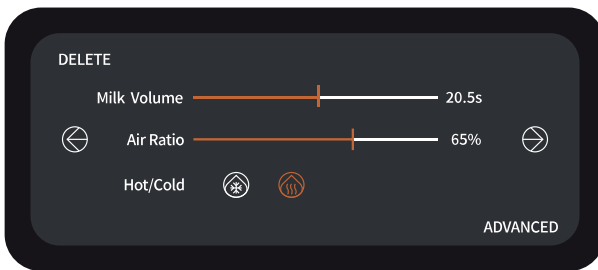 DELETE
Milk Volume 20.5s
Air Ratio 65%
Hot/Cold
ADVANCED